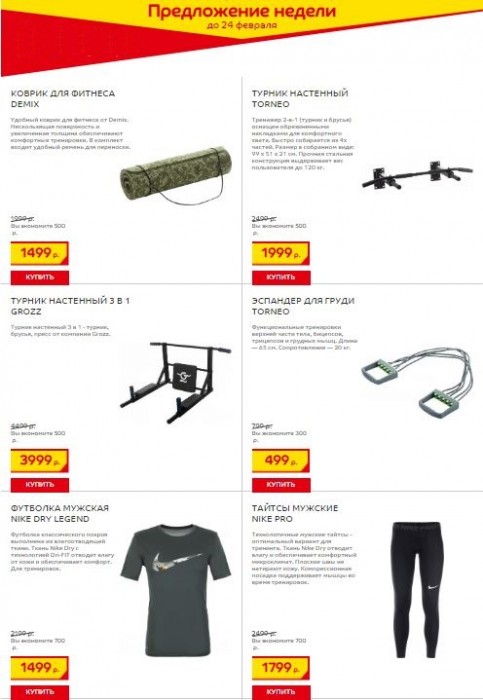 Предложение недели
до 24 февраля
КОВРИК ДЛЯ ФИТНЕСА
DEMIX
Удобный коврик для фитнеса от Demix.
Нескользящая поверхность и
увеличенная толщина обеспечивают
комфортные тренировки. В комплект
входит удобный ремень для переноски.
1999 р.
Вы экономите 500
р.
1499 р.
КУПИТЬ
ТУРНИК НАСТЕННЫЙ
TORNEO
Тренажер 2-в-1 (турник и брусья)
оснащен обрезиненными
накладками для комфортного
хвата. Быстро собирается из 4х
частей. Размер в собранном виде:
99 х 51 х 21 см. Прочная стальная
конструкция выдерживает вес
пользователя до 120 кг.
2499 р.
Вы экономите 500
р.
1999 р.
КУПИТЬ
ТУРНИК НАСТЕННЫЙ 3 В 1
GROZZ
Турник настенный 3 в 1 - турник,
брусья, пресс от компании Grozz.
4499 р.
Вы экономите 500
р.
3999 р.
КУПИТЬ
ЭСПАНДЕР ДЛЯ ГРУДИ
TORNEO
Функциональные тренировки
верхней части тела, бицепсов,
трицепсов и грудных мышц. Длина
— 65 см. Сопротивление — 20 кг.
799 р.
Вы экономите 300
р.
499 р.
КУПИТЬ
ФУТБОЛКА МУЖСКАЯ
NIKE DRY LEGEND
Футболка классического покроя
выполнена из влагоотводящей
ткани. Ткань Nike Dry с
технологией Dri-FIT отводит влагу
от кожи и обеспечивает комфорт.
Для тренировок.
2199 р.
Вы экономите 700
р.
1499 р.
КУПИТЬ
ТАЙТСЫ МУЖСКИЕ
NIKE PRO
Технологичные мужские тайтсы –
оптимальный вариант для
тренинга. Ткань Nike Dry отводит
влагу и обеспечивает комфортный
микроклимат. Плоские швы не
натирают кожу. Компрессионная
посадка поддерживает мышцы во
время тренировок.
2499 р.
Вы экономите 700
р.
1799 р.
КУПИТЬ